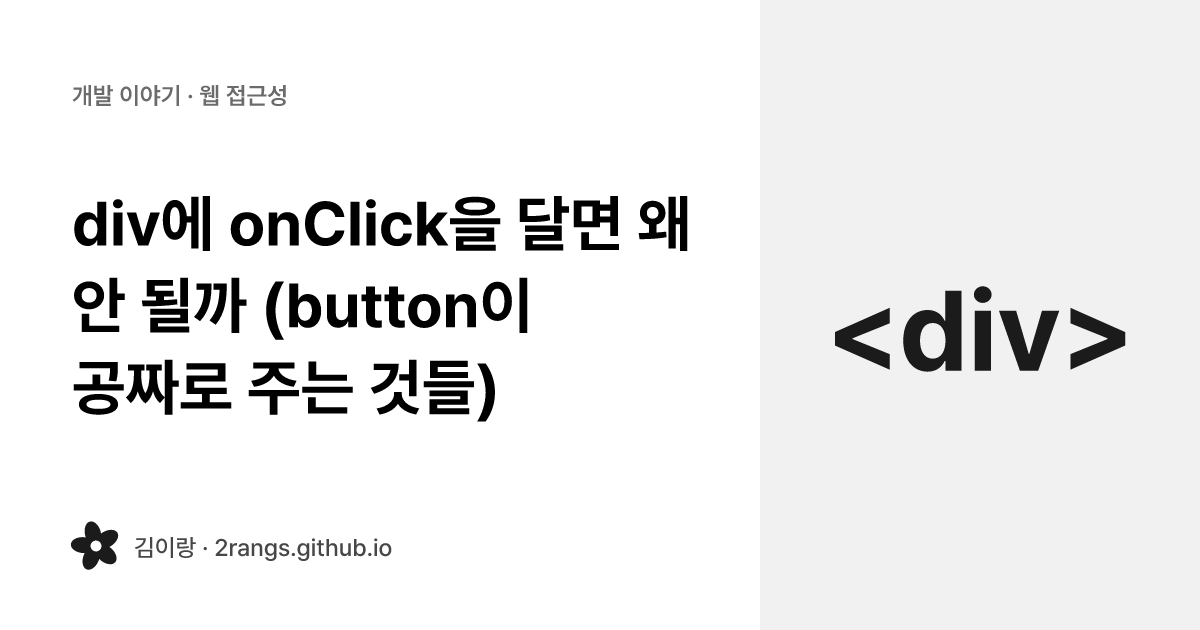 개발 이야기 · 웹 접근성
div에 onClick을 달면 왜
안 될까 (button이
공짜로 주는 것들)
김이랑 · 2rangs.github.io
<div>